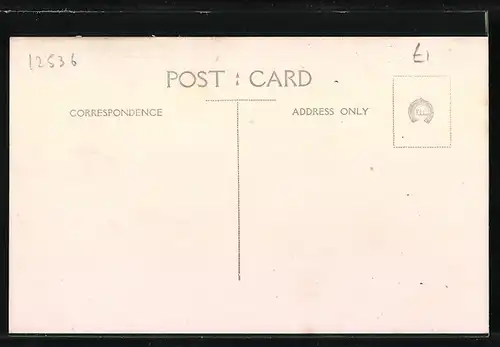 12536
£1
POST : CARD
CORRESPONDENCE
ADDRESS ONLY